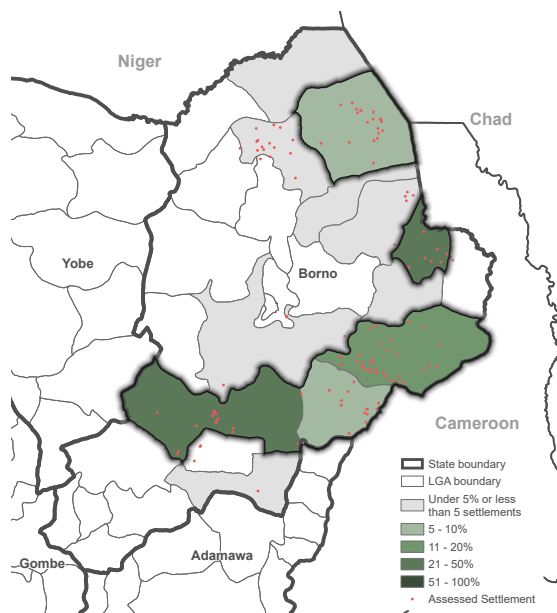 Niger
Chad
Yobe
Borno
Cameroon
State boundary
LGA boundary
Under 5% or less
than 5 settlements
5 - 10%
11 - 20%
21 - 50%
51 - 100%
Assessed Settlement
Gombe
Adamawa